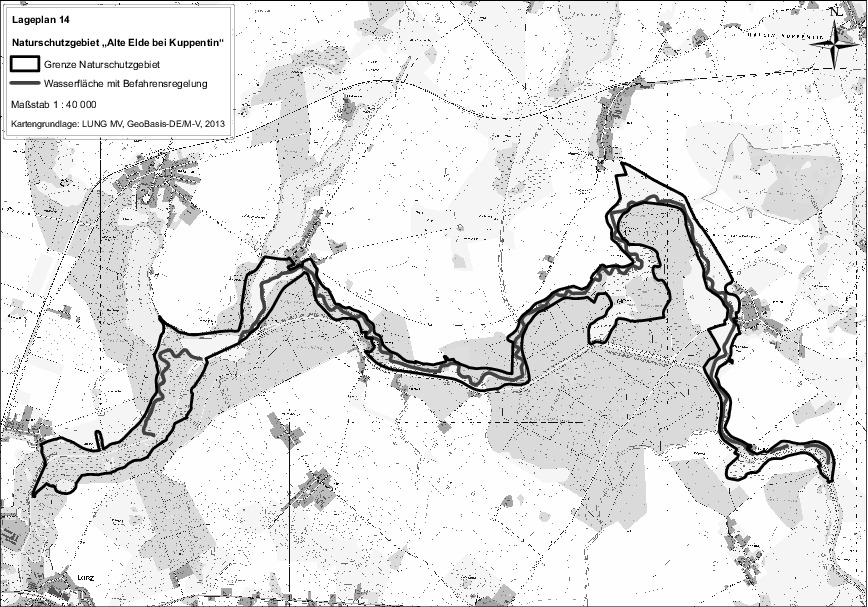 Lageplan 14
Naturschutzgebiet „Alte Elde bei Kuppentin“
Grenze Naturschutzgebiet
Wasserfläche mit Befahrensregelung
Maßstab 1 : 40 000
Kartengrundlage: LUNG MV, GeoBasis-DE/M-V, 2013
N